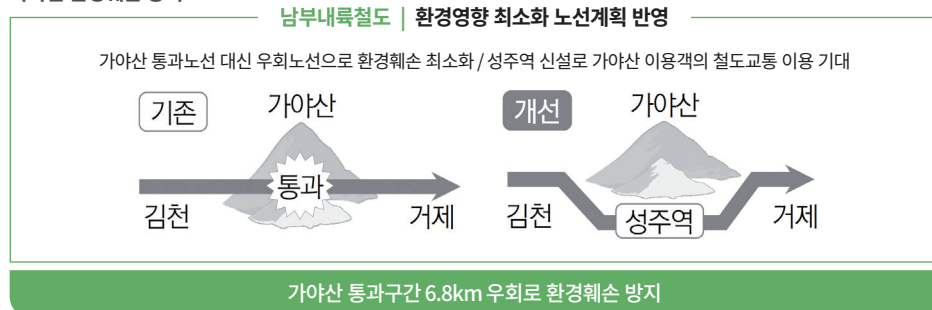 남부내륙철도 | 환경영향 최소화 노선계획 반영
가야산 통과노선 대신 우회노선으로 환경훼손 최소화 / 성주역 신설로 가야산 이용객의 철도교통 이용 기대
기존
가야산
통과
김천
거제
개선
가야산
김천
성주역
거제
가야산 통과구간 6.8km 우회로 환경훼손 방지